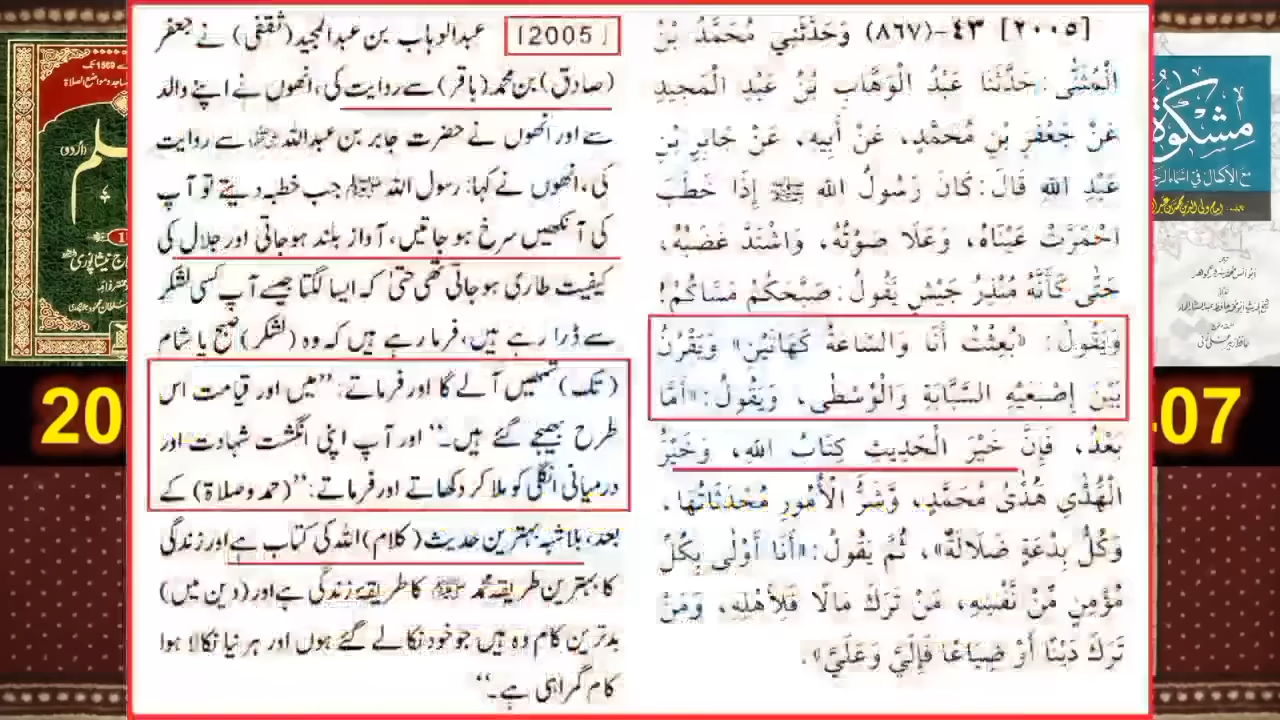 [٢٠٠٥] ٤٣-(٨٦٧) وَحَدَّثَنِي مُحَمَّدُ بْنُ
الْمُثَنَّى حَدَّثَنَا عَبْدُ الْوَهَّابِ بْنُ عَبْدِ الْمَجِيدِ
عَنْ جَعْفَرِ بْنِ مُحَمَّدٍ، عَنْ أَبِيهِ، عَنْ جَابِرِ بْنِ
عَبْدِ اللهِ قَالَ: كَانَ رَسُولُ اللهِ ﷺ إِذَا خَطَبَ
احْمَرَّتْ عَيْنَاهُ، وَعَلَا صَوْتُهُ، وَاشْتَدَّ غَضَبُهُ،
حَتَّى كَأَنَّهُ مُنْذِرُ جَيْشٍ يَقُولُ: صَبَّحَكُمْ مَسَّاكُمْ!
وَيَقُولُ: «بُعِثْتُ أَنَا وَالسَّاعَةُ كَهَاتَيْنِ» وَيَقْرُنُ
بَيْنَ إِصْبَعَيْهِ السَّبَّابَةِ وَالْوُسْطَى، وَيَقُولُ: «أَمَّا
بَعْدُ، فَإِنَّ خَيْرَ الْحَدِيثِ كِتَابُ اللهِ، وَخَيْرُ
الْهُدَى هُدَى مُحَمَّدٍ، وَشَرُّ الْأُمُورِ مُحْدَثَاتُهَا،
وَكُلُّ بِدْعَةٍ ضَلَالَةٌ»، ثُمَّ يَقُولُ: «أَنَا أَوْلَى بِكُلِّ
مُؤْمِنٍ مِّنْ نَّفْسِهِ، مَنْ تَرَكَ مَالًا فَلِأَهْلِهِ، وَمَنْ
تَرَكَ دَيْنًا أَوْ ضِيَاعًا فَإِلَيَّ وَعَلَيَّ».
[2005] عبدالوہاب بن عبدالمجید (ثقفی) نے جعفر
(صادق) بن محمد (باقر) سے روایت کی، انھوں نے اپنے والد
سے اور انھوں نے حضرت جابر بن عبداللہ سے روایت
کی، انھوں نے کہا: رسول اللہ ﷺ جب خطبہ دیتے تو آپ
کی آنکھیں سرخ ہو جاتیں، آواز بلند ہو جاتی اور جلال کی
کیفیت طاری ہو جاتی تھی حتیٰ کہ ایسا لگتا جیسے آپ کسی لشکر
سے ڈرا رہے ہیں، فرما رہے ہیں کہ وہ (لشکر) صبح یا شام
(تک) تمھیں آ لے گا اور فرماتے: ”میں اور قیامت اس
طرح بھیجے گئے ہیں۔“ اور آپ اپنی انگشت شہادت اور
درمیانی انگلی کو ملا کر دکھاتے اور فرماتے: ”(حمد و صلاۃ) کے
بعد، بلاشبہ بہترین حدیث (کلام) اللہ کی کتاب ہے اور زندگی
کا بہترین طریقہ محمد ﷺ کا طریقہ زندگی ہے اور (دین میں)
بدترین کام وہ ہیں جو خود نکالے گئے ہوں اور ہر نیا نکالا ہوا
کام گمراہی ہے۔“
مشكوة
20
-07